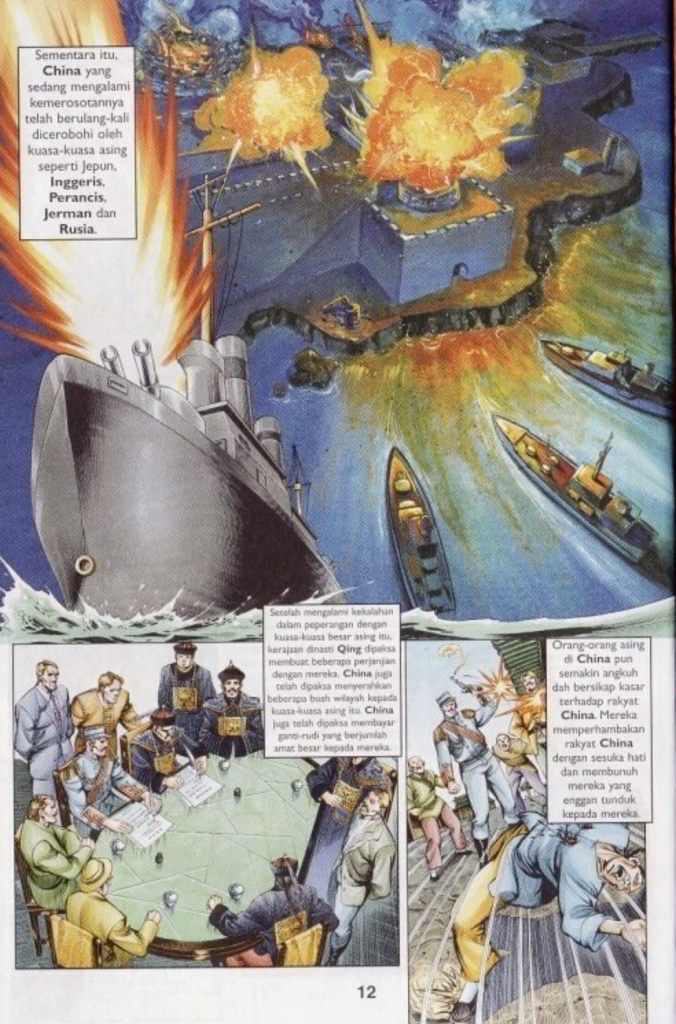 Sementara itu,
China yang
sedang mengalami
kemerosotannya
telah berulang-kali
dicerobohi oleh
kuasa-kuasa asing
seperti Jepun,
Inggeris,
Perancis,
Jerman dan
Rusia.
Setelah mengalami kekalahan
dalam peperangan dengan
kuasa-kuasa besar asing itu,
kerajaan dinasti Qing dipaksa
membuat beberapa perjanjian
dengan mereka. China juga
telah dipaksa menyerahkan
beberapa buah wilayah kepada
kuasa-kuasa asing itu. China
juga telah dipaksa membayar
ganti-rudi yang berjumlah
amat besar kepada mereka.
Orang-orang asing
di China pun
semakin angkuh
dah bersikap kasar
terhadap rakyat
China. Mereka
memperhambakan
rakyat China
dengan sesuka hati
dan membunuh
mereka yang
enggan tunduk
kepada mereka.
12